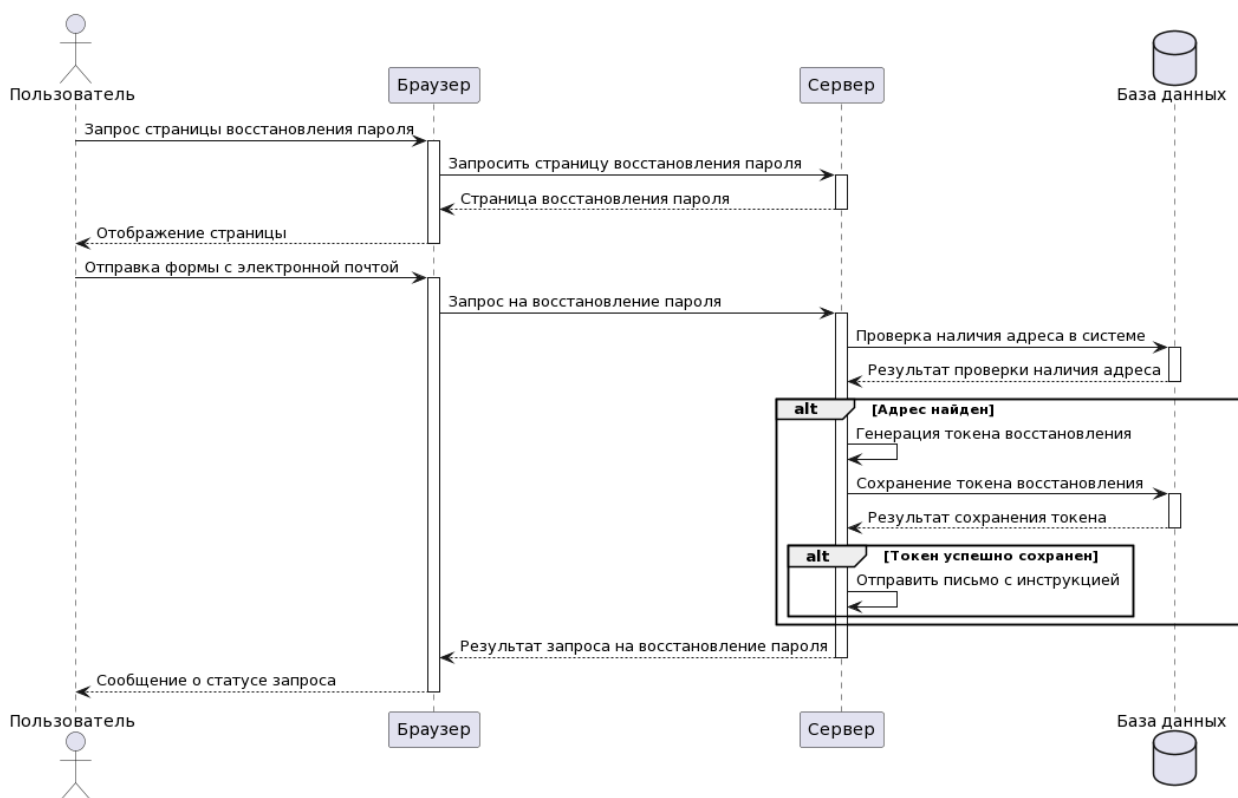 Пользователь
Браузер
Сервер
База данных
Запрос страницы восстановления пароля
Запросить страницу восстановления пароля
Страница восстановления пароля
Отображение страницы
Отправка формы с электронной почтой
Запрос на восстановление пароля
Проверка наличия адреса в системе
Результат проверки наличия адреса
alt [Адрес найден]
Генерация токена восстановления
Сохранение токена восстановления
Результат сохранения токена
alt [Токен успешно сохранен]
Отправить письмо с инструкцией
Результат запроса на восстановление пароля
Сообщение о статусе запроса
Пользователь
Браузер
Сервер
База данных